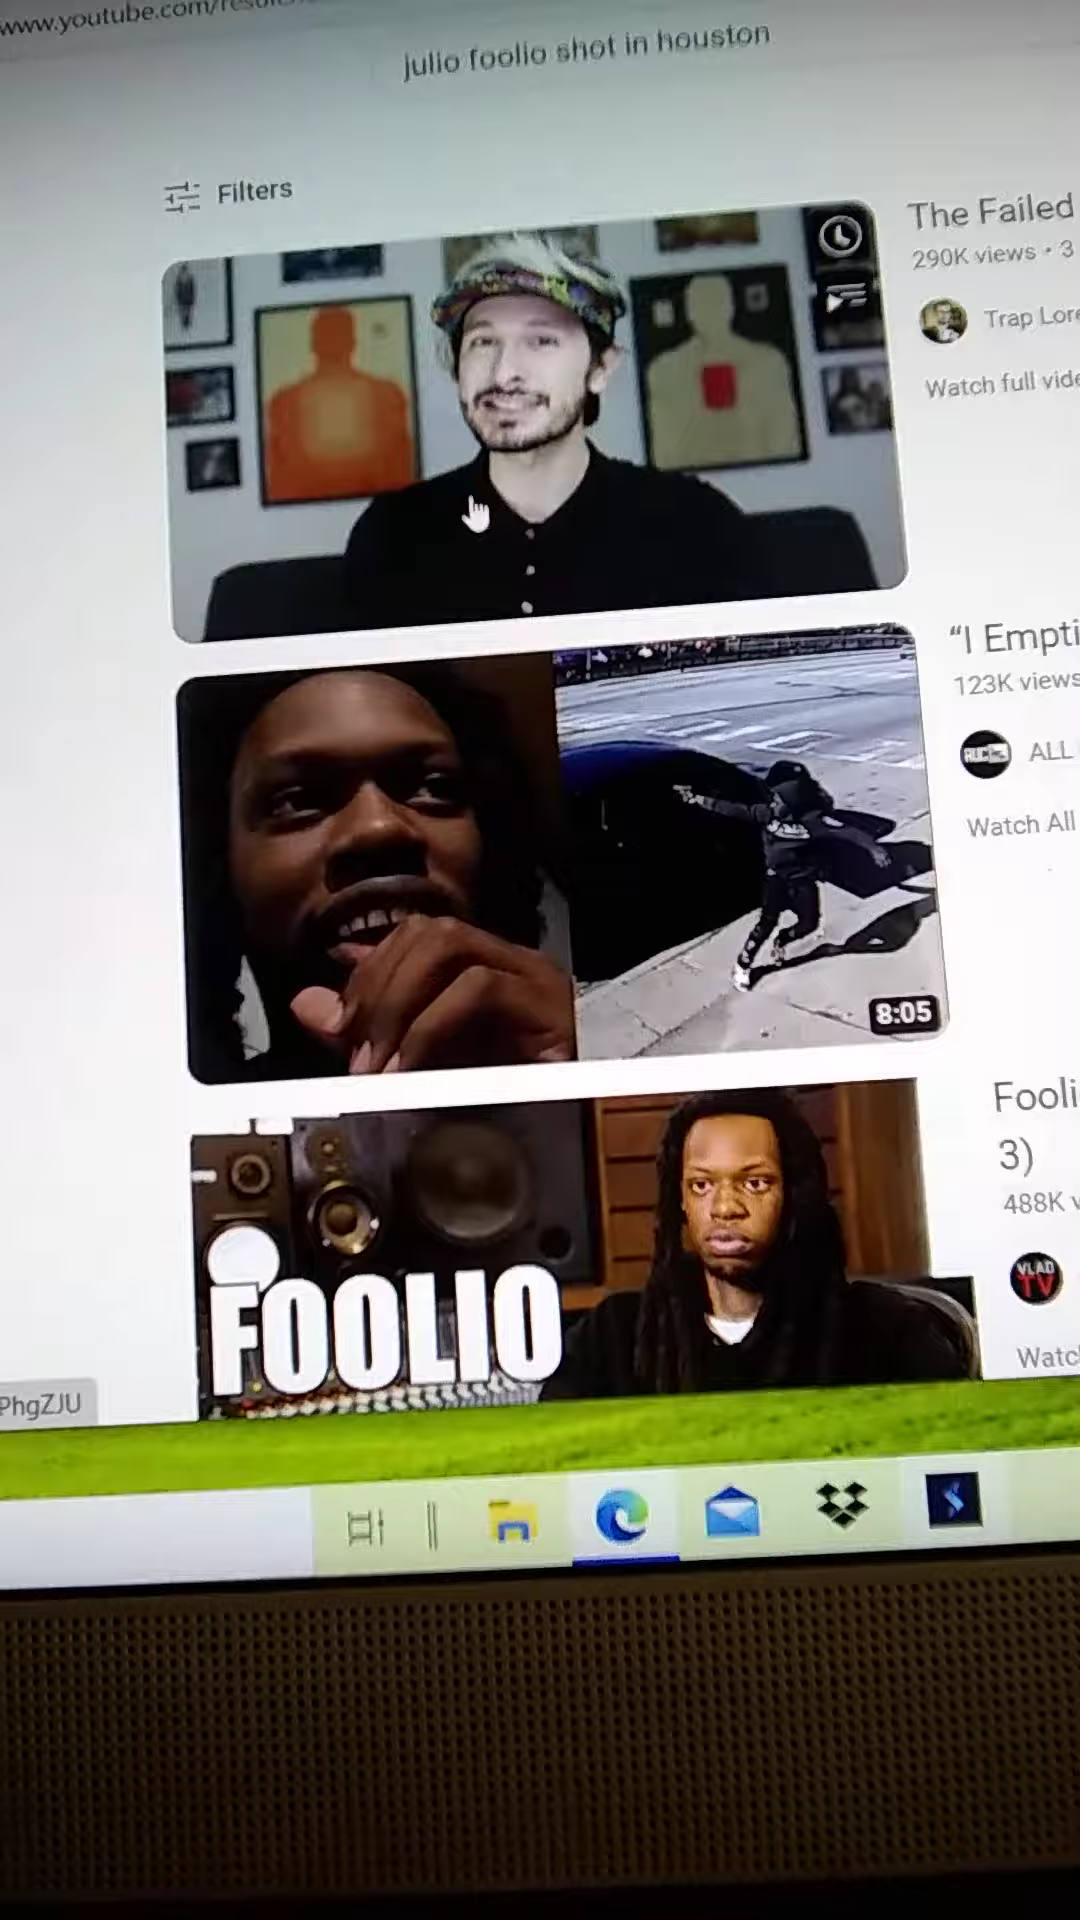 www.youtube.com/resul
julio foolio shot in houston
Filters
The Failed
290K views • 3
Trap Lore
Watch full vide
“I Empti
123K views
ALL
Watch All
8:05
Fooli
3)
488K v
VLAD
TV
FOOLIO
Watc
PhgZJU